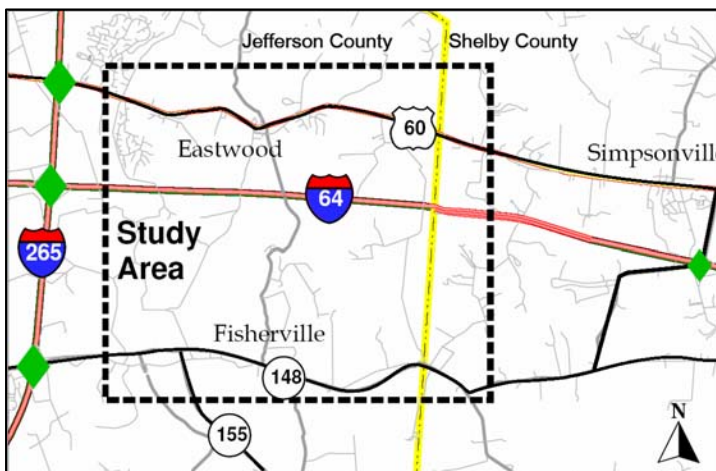 Jefferson County
Shelby County
60
Eastwood
Simpsonville
64
265
Study
Area
Fisherville
148
155
N